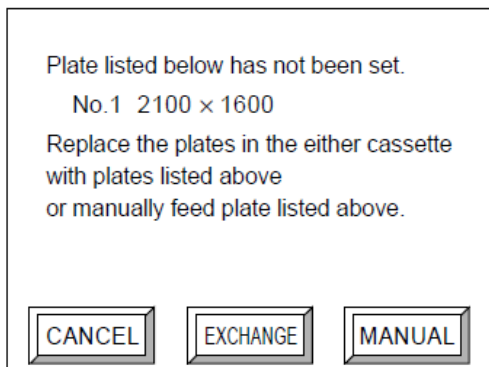 Plate listed below has not been set.
No.1 2100 × 1600
Replace the plates in the either cassette
with plates listed above
or manually feed plate listed above.
CANCEL EXCHANGE MANUAL